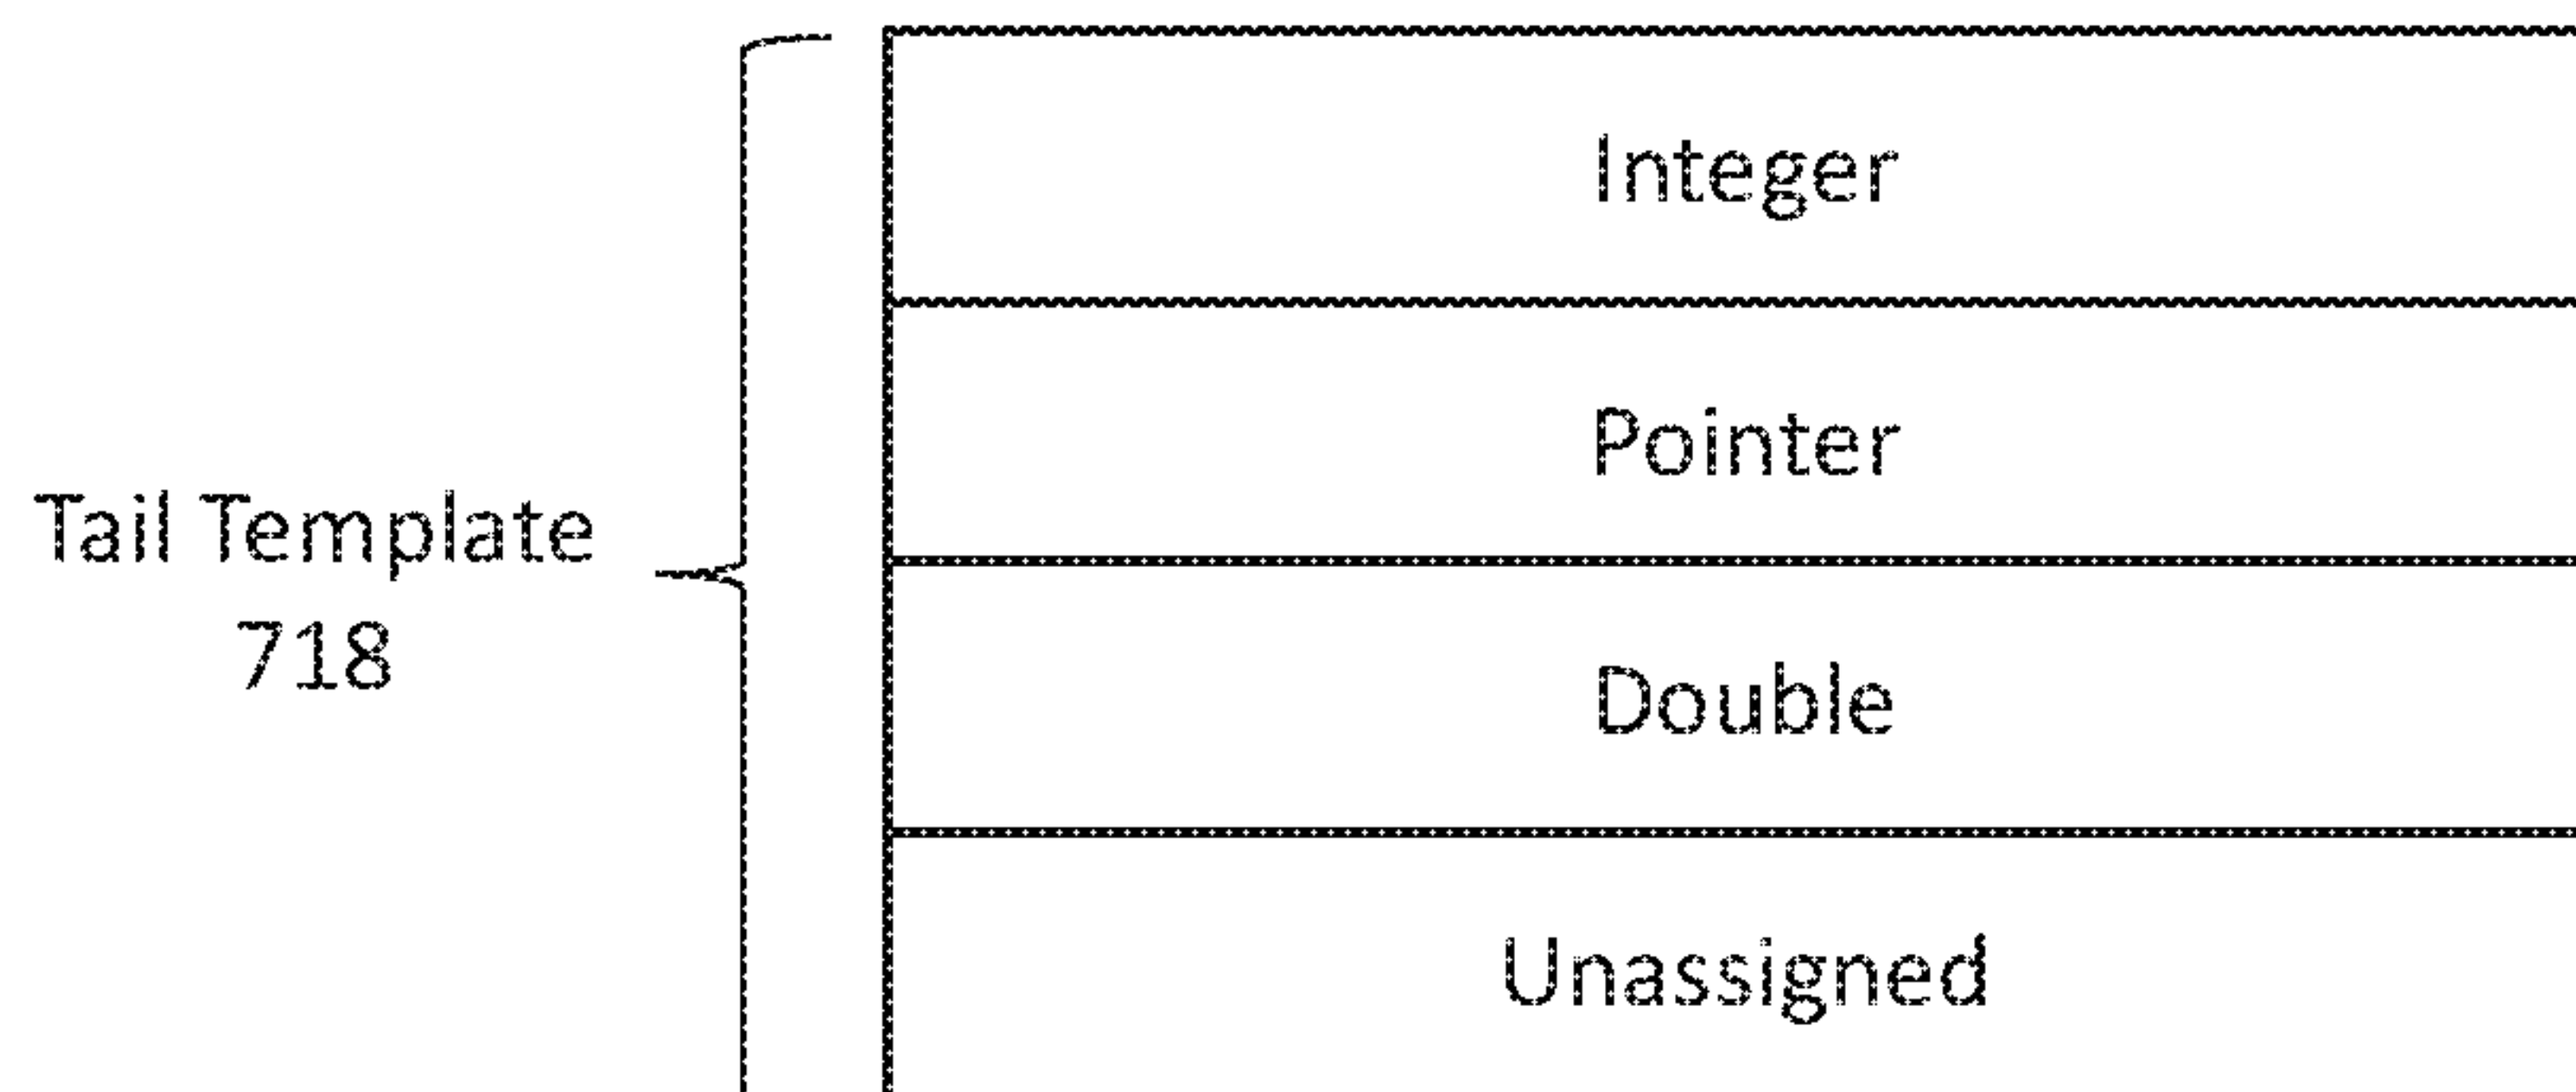 Integer
Pointer
Tail Template
718
Double
Unassigned